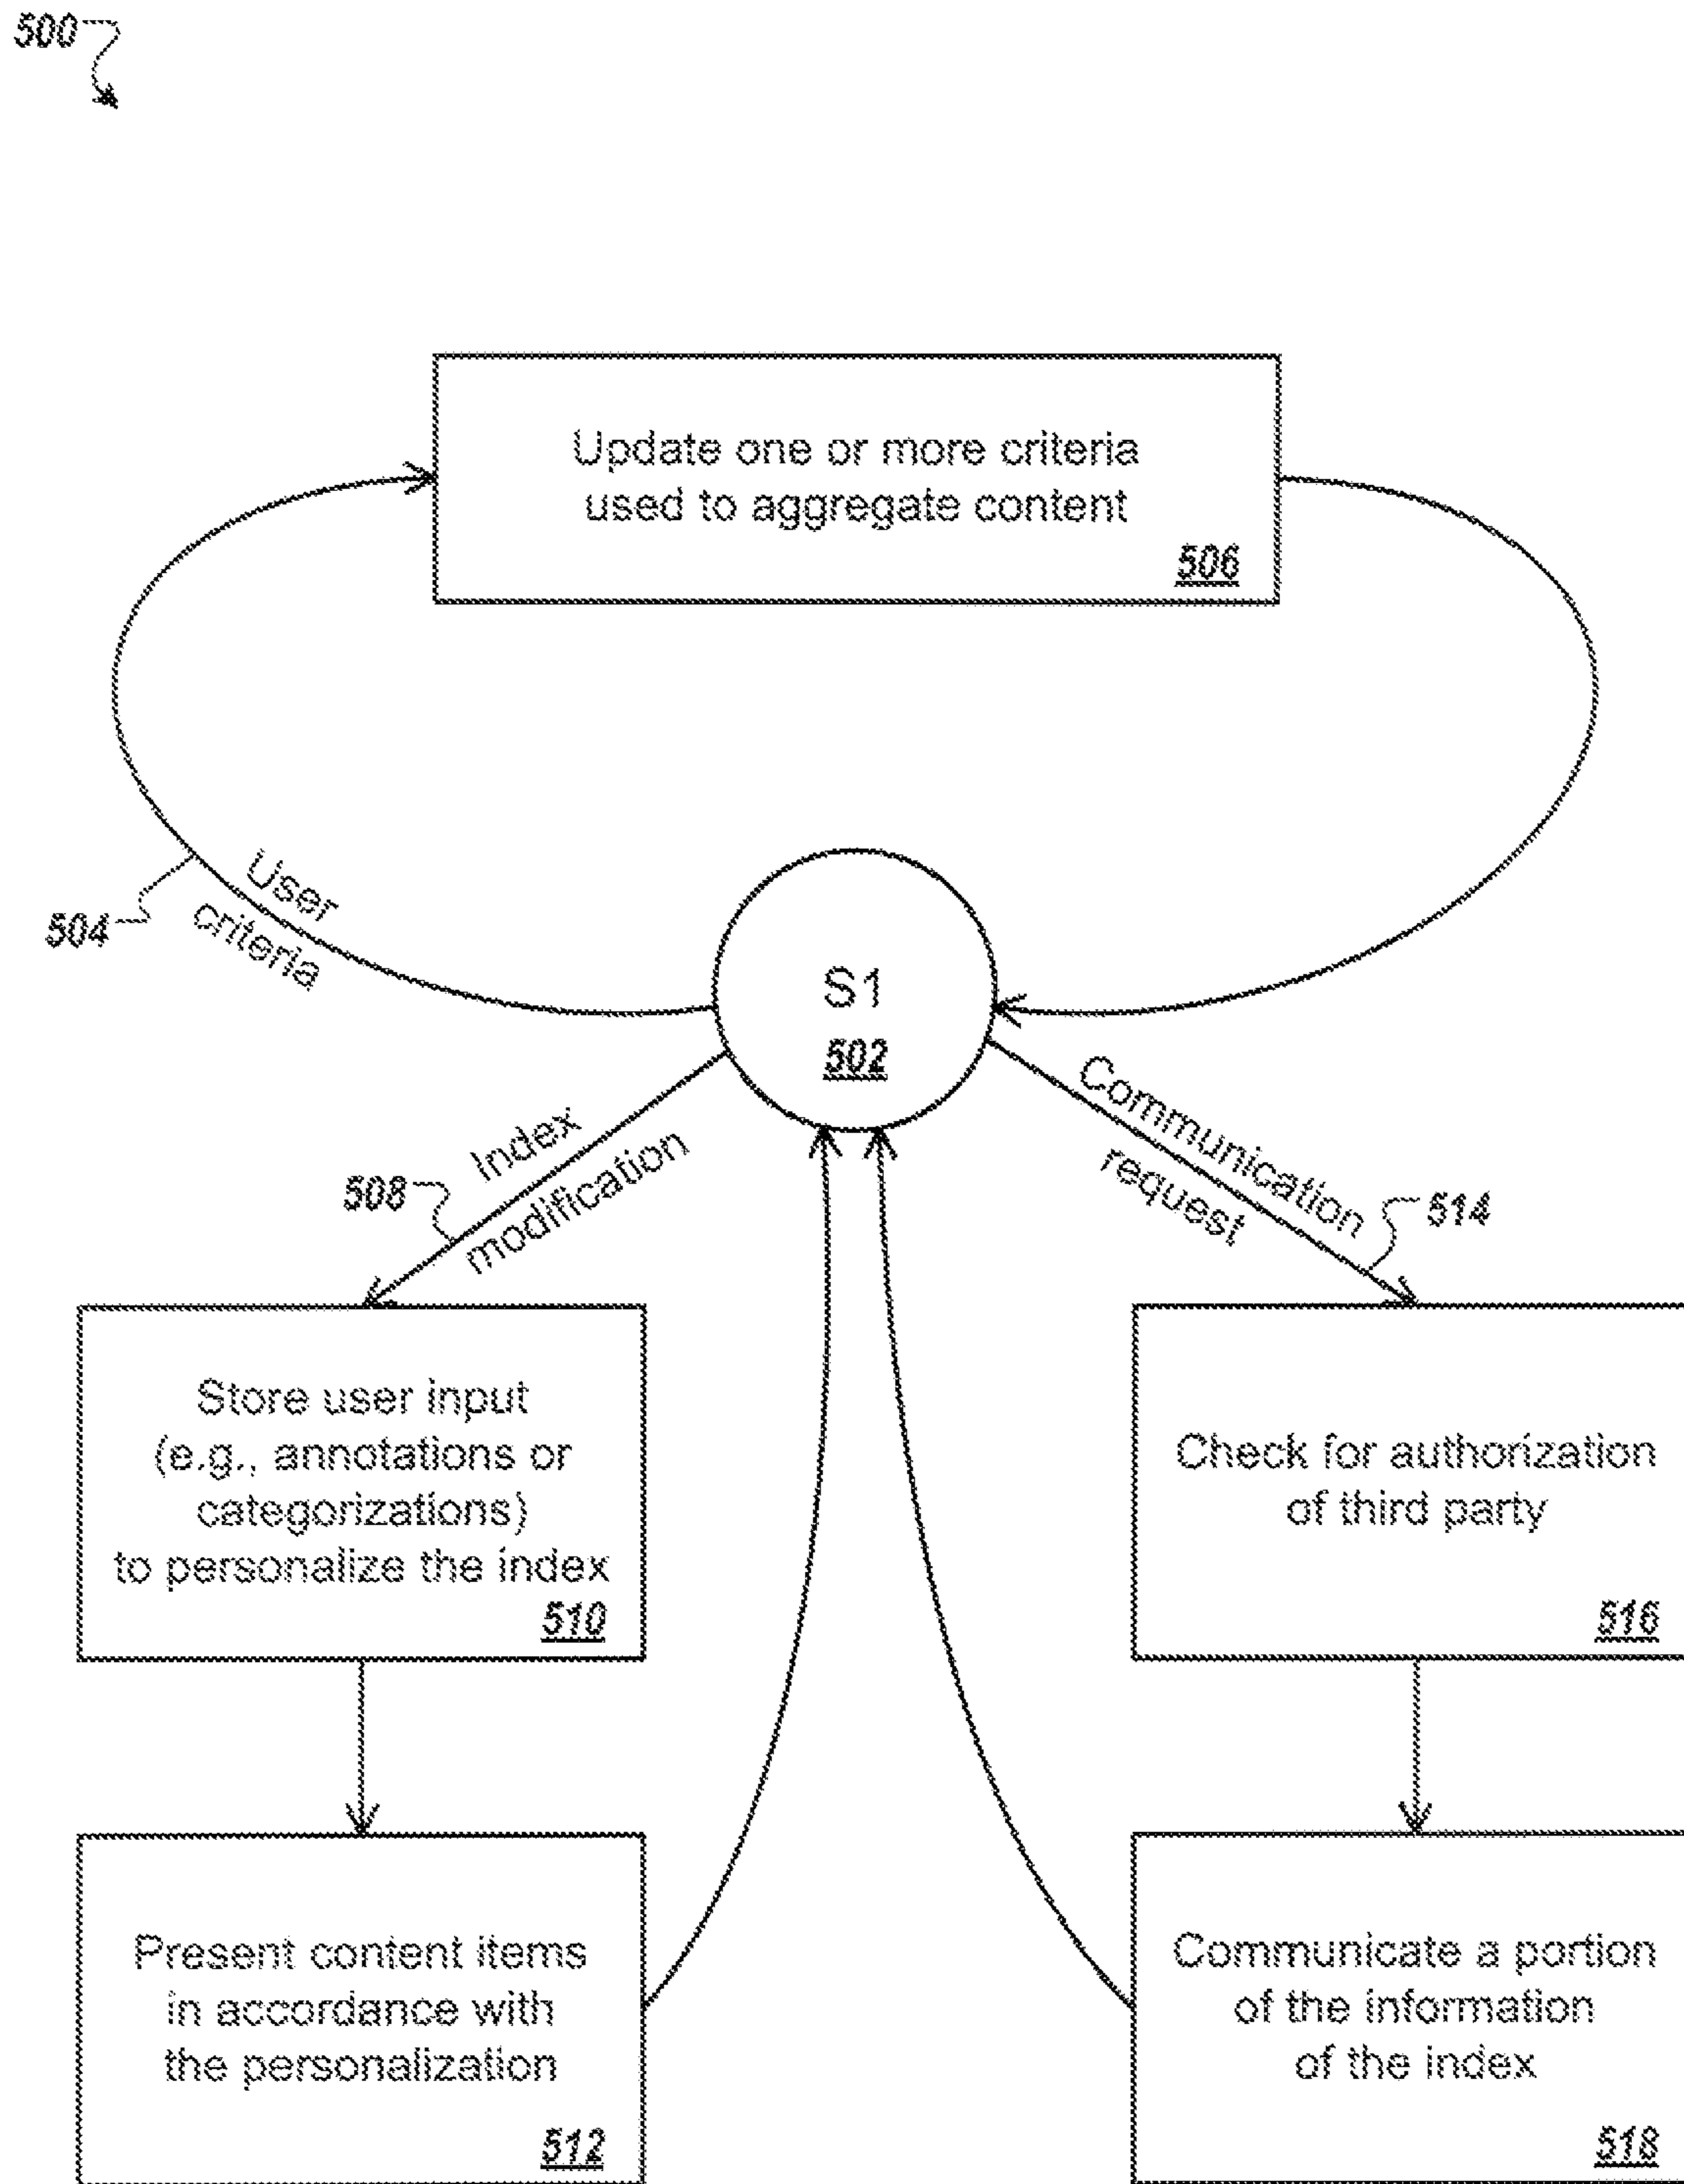 500
Update one or more criteria
used to aggregate content
506
User
criteria
504
S1
502
Index
modification
508
Communication
request
514
Store user input
(e.g., annotations or
categorizations)
to personalize the index
510
Check for authorization
of third party
516
Present content items
in accordance with
the personalization
512
Communicate a portion
of the information
of the index
518